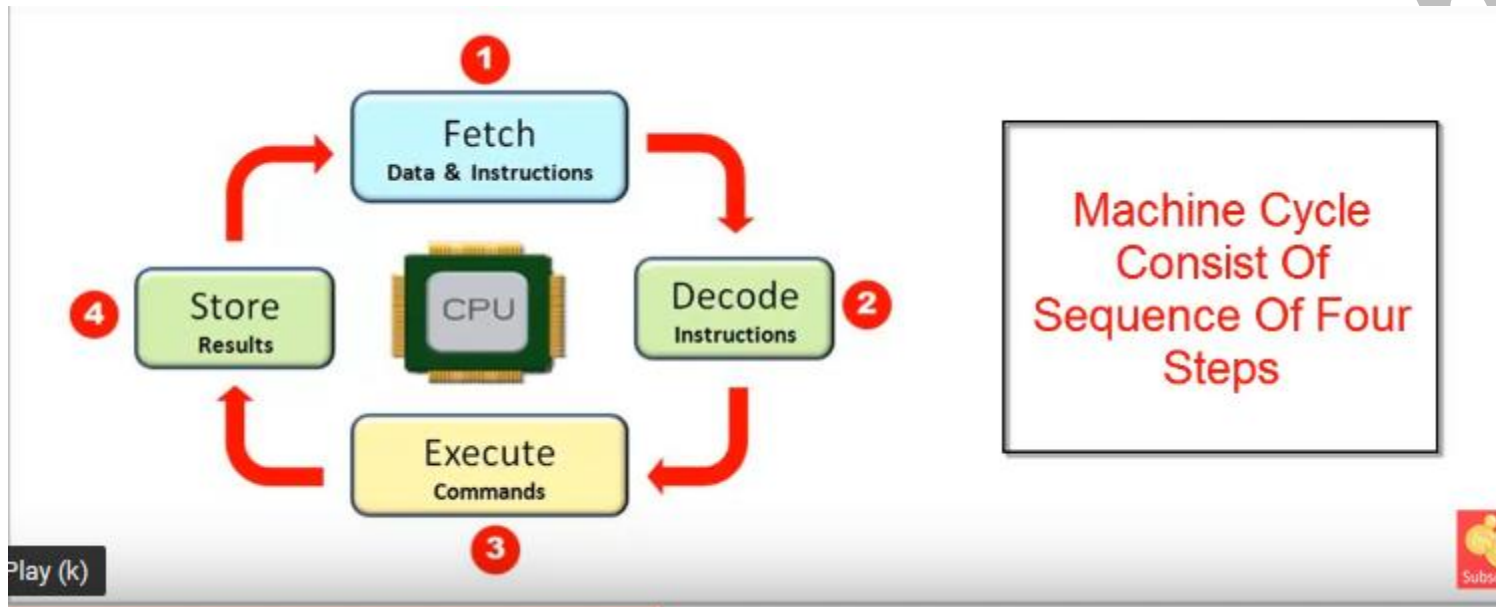 1
Fetch
Data & Instructions
Decode
Instructions
2
Execute
Commands
3
Store
Results
4
CPU
Machine Cycle
Consist Of
Sequence Of Four
Steps
Play (k)